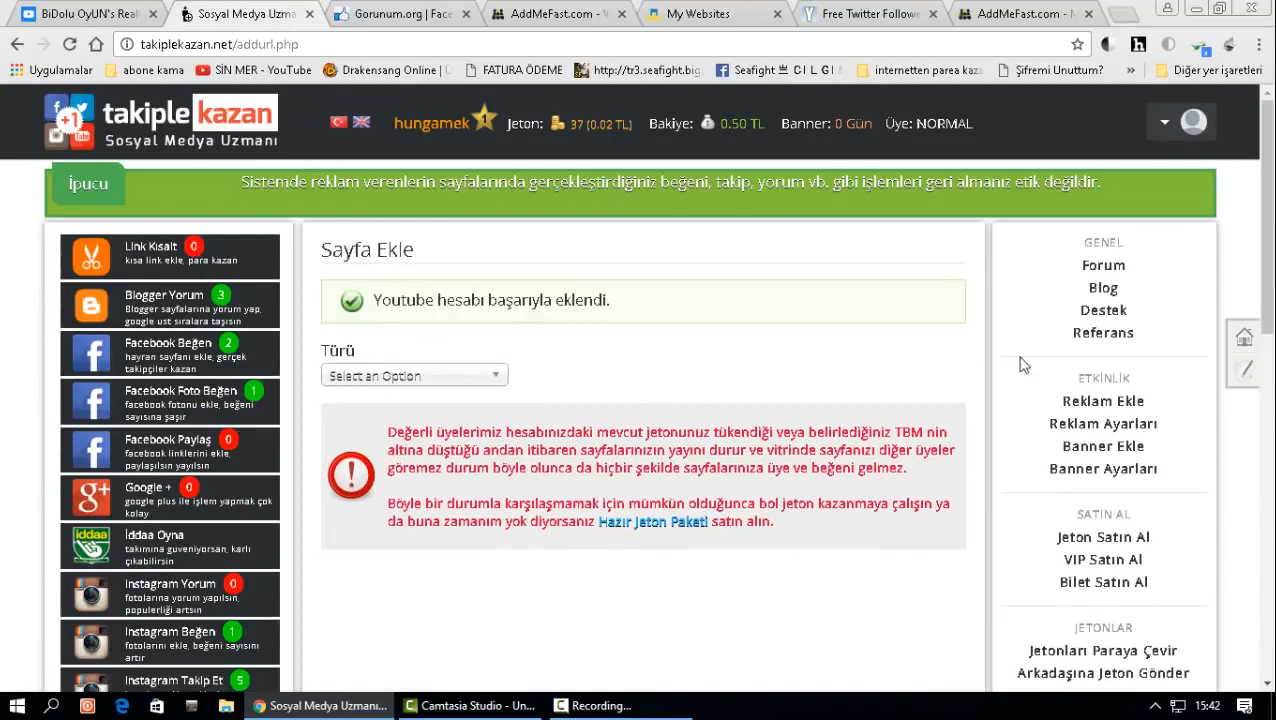 BiDolu OyUN's Real
Sosyal Medya Uzma
Gorunum.org | Face
AddMeFast.com - 
My Websites
Free Twitter Followe
AddMeFast.com - N
takiplekazan.net/addurl.php
Uygulamalar
abone kama
SİN MER - YouTube
Drakensang Online
FATURA ÖDEME
http://tr3.seafight.big
Seafight
internetten parea kaza
Şifremi Unuttum?
»
Diğer yer işaretleri
+1
takiple kazan
Sosyal Medya Uzmanı
hungamek
Jeton: 37 (0.02 TL)
Bakiye: 0.50 TL
Banner: 0 Gün
Üye: NORMAL
İpucu
Sistemde reklam verenlerin sayfalarında gerçekleştirdiğiniz beğeni, takip, yorum vb. gibi işlemleri geri almanız etik değildir.
Link Kısalt 0
kısa link ekle, para kazan
Blogger Yorum 3
Blogger sayfalarına yorum yap,
google ust sıralara taşısın
Facebook Beğen 2
hayran sayfanı ekle, gerçek
takipçiler kazan
Facebook Foto Beğen 1
facebook fotonu ekle, beğeni
sayısına şaşır
Facebook Paylaş 0
facebook linklerini ekle,
paylaşılsın yayılsın
Google + 0
google plus ile işlem yapmak çok
kolay
İddaa Oyna
takımına guveniyorsan, karlı
çıkabilirsin
Instagram Yorum 0
fotolarına yorum yapılsın,
populerliği artsın
Instagram Beğen 1
fotolarını ekle, beğeni sayısını
artır
Instagram Takip Et 5
Sayfa Ekle
Youtube hesabı başarıyla eklendi.
Türü
Select an Option
Değerli üyelerimiz hesabınızdaki mevcut jetonunuz tükendiği veya belirlediğiniz TBM nin
altına düştüğü andan itibaren sayfalarınızın yayını durur ve vitrinde sayfanızı diğer üyeler
göremez durum böyle olunca da hiçbir şekilde sayfalarınıza üye ve beğeni gelmez.
Böyle bir durumla karşılaşmamak için mümkün olduğunca bol jeton kazanmaya çalışın ya
da buna zamanım yok diyorsanız Hazır Jeton Paketi satın alın.
GENEL
Forum
Blog
Destek
Referans
ETKİNLİK
Reklam Ekle
Reklam Ayarları
Banner Ekle
Banner Ayarları
SATIN AL
Jeton Satın Al
VIP Satın Al
Bilet Satın Al
JETONLAR
Jetonları Paraya Çevir
Arkadaşına Jeton Gönder
Sosyal Medya Uzmanı...
Camtasia Studio - Un...
Recording...
15:42